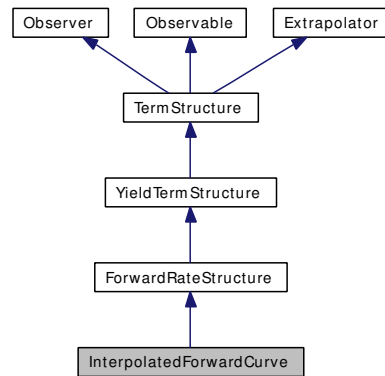 Observer Observable Extrapolator
TermStructure
YieldTermStructure
ForwardRateStructure
InterpolatedForwardCurve